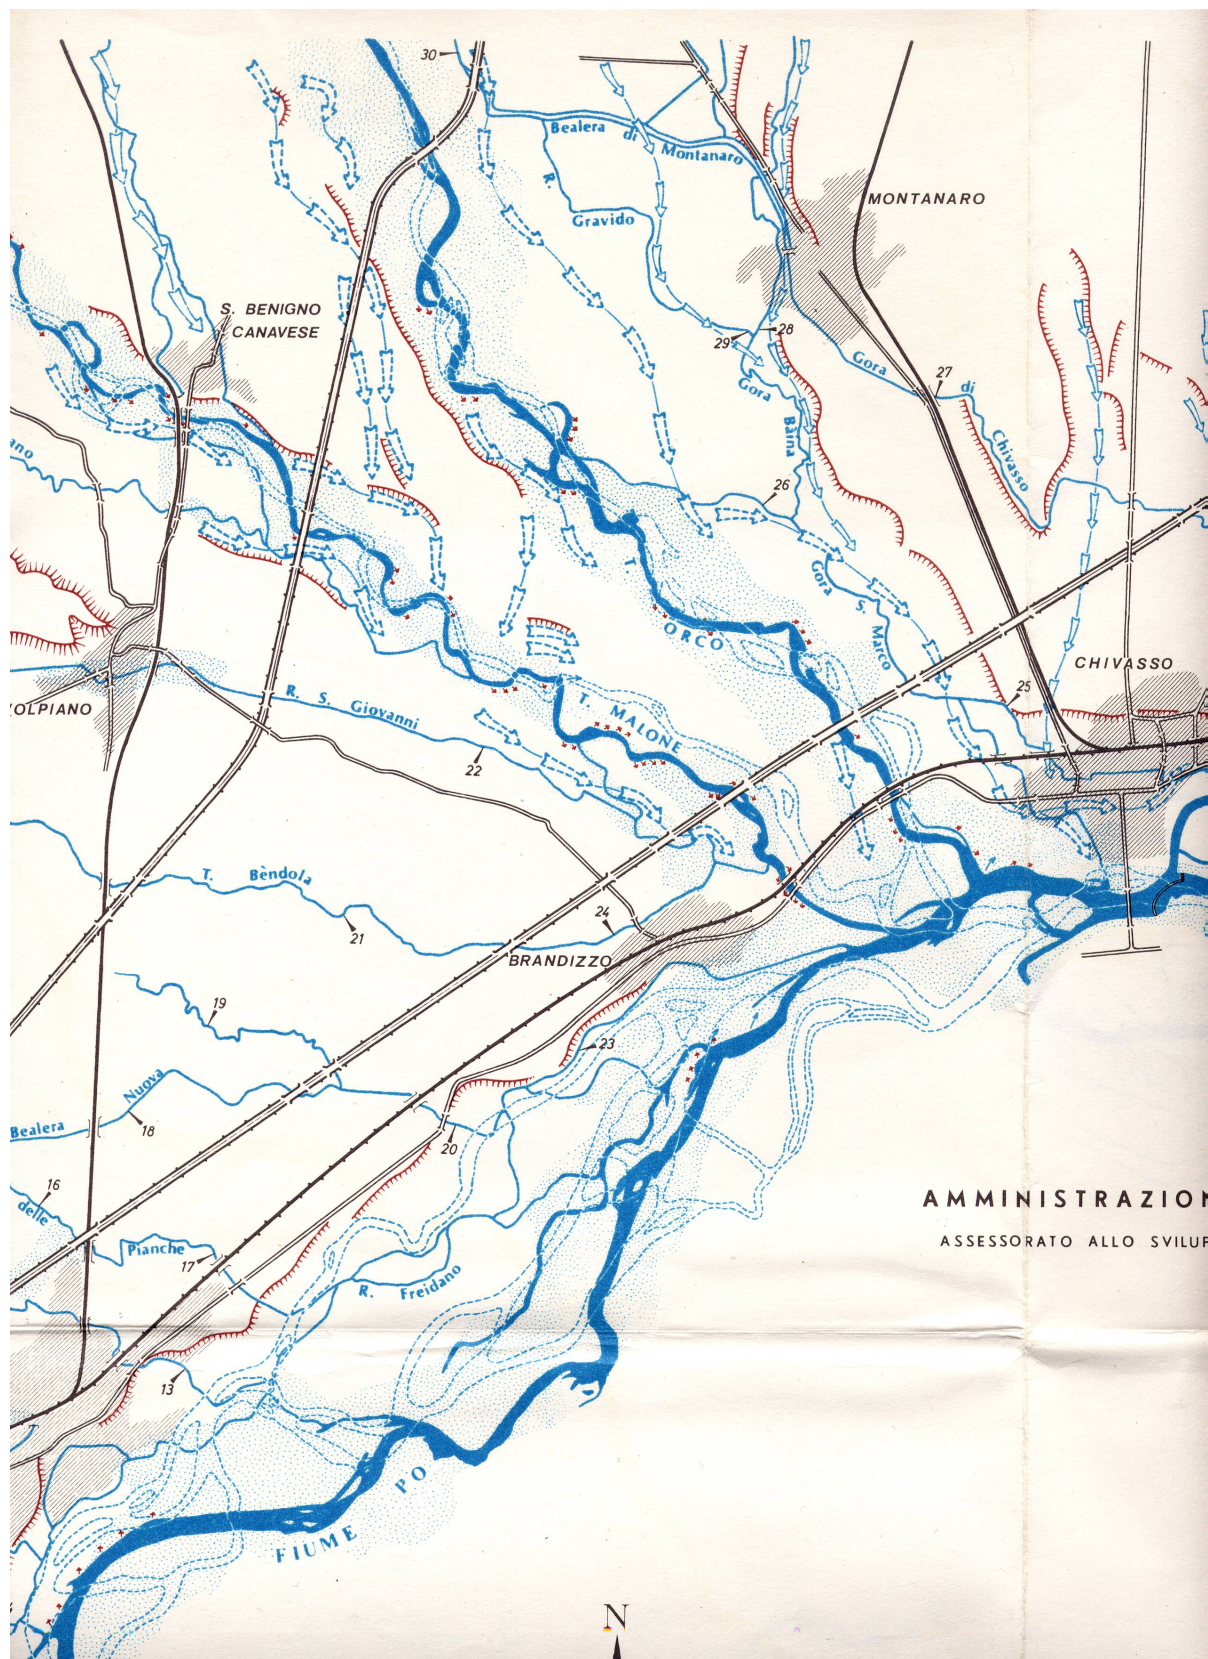 30
Bealera di Montanaro
R. Gravido
MONTANARO
S. BENIGNO
CANAVESE
28
29
Gora di Chivasso
27
Gora Baina
26
ano
T. ORCO
Gora S. Marco
CHIVASSO
25
OLPIANO
R. S. Giovanni
T. MALONE
22
T. Bèndola
21
24
BRANDIZZO
19
23
Bealera Nuova
18
20
16
delle Pianche
17
R. Freidano
AMMINISTRAZION
ASSESSORATO ALLO SVILUP
13
FIUME PO
N